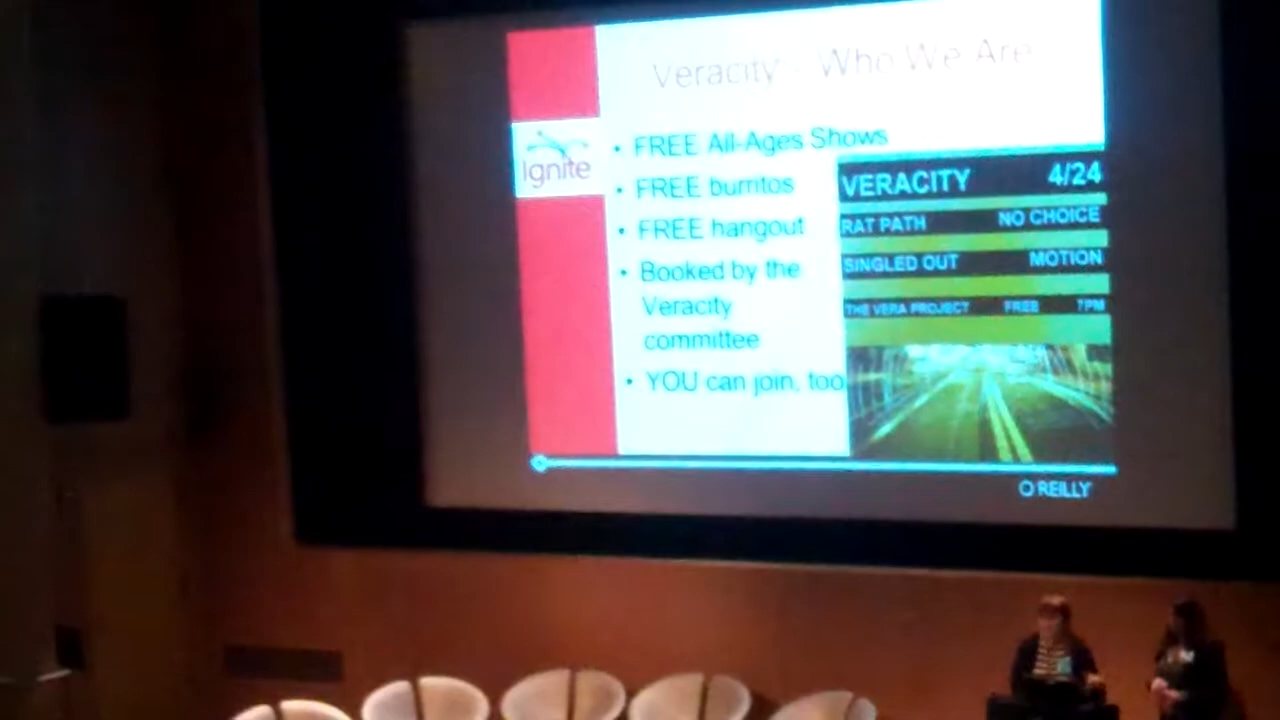 Veracity - Who We Are
Ignite
• FREE All-Ages Shows
• FREE burritos
• FREE hangout
• Booked by the
Veracity
committee
• YOU can join, too
VERACITY 4/24
RAT PATH NO CHOICE
SINGLED OUT MOTION
THE VERA PROJECT FREE 7PM
O'REILLY